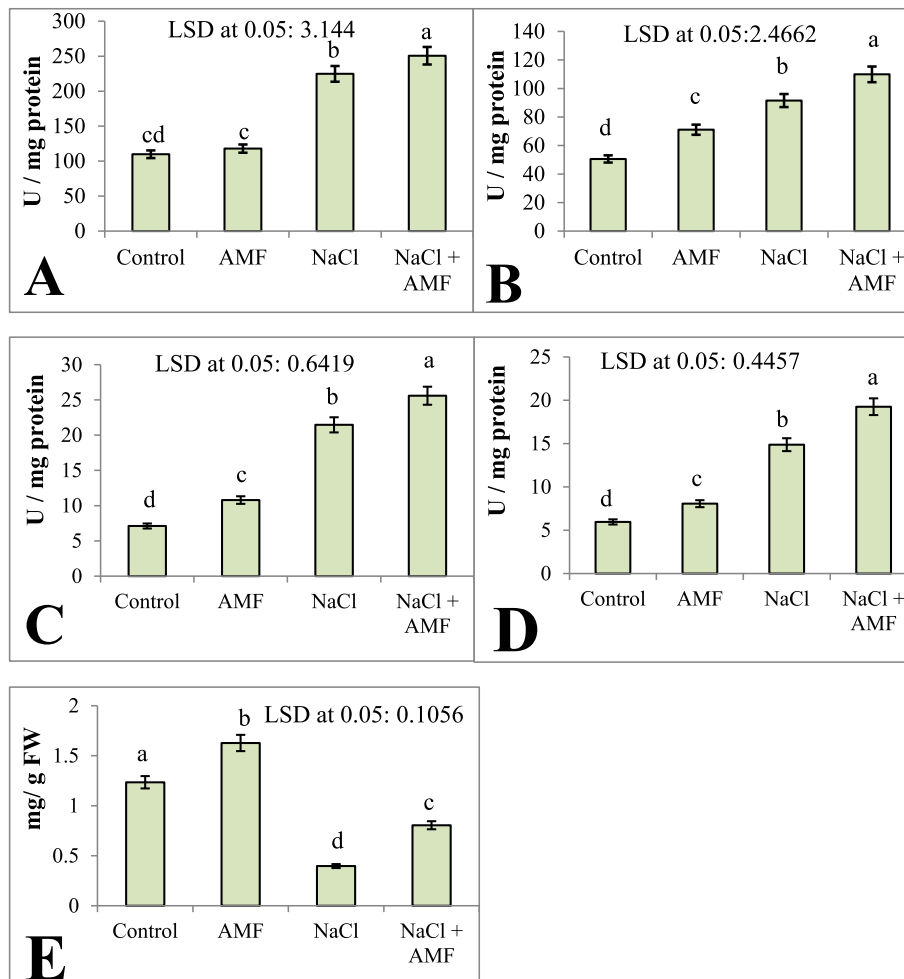 LSD at 0.05: 3.144
U / mg protein
300
250
200
150
100
50
0
cd
c
b
a
Control
AMF
NaCl
NaCl +
AMF
A
LSD at 0.05:2.4662
U / mg protein
140
120
100
80
60
40
20
0
d
c
b
a
Control
AMF
NaCl
NaCl +
AMF
B
LSD at 0.05: 0.6419
U / mg protein
30
25
20
15
10
5
0
d
c
b
a
Control
AMF
NaCl
NaCl +
AMF
C
LSD at 0.05: 0.4457
U / mg protein
25
20
15
10
5
0
d
c
b
a
Control
AMF
NaCl
NaCl +
AMF
D
LSD at 0.05: 0.1056
mg/ g FW
2
1.5
1
0.5
0
a
b
d
c
Control
AMF
NaCl
NaCl +
AMF
E